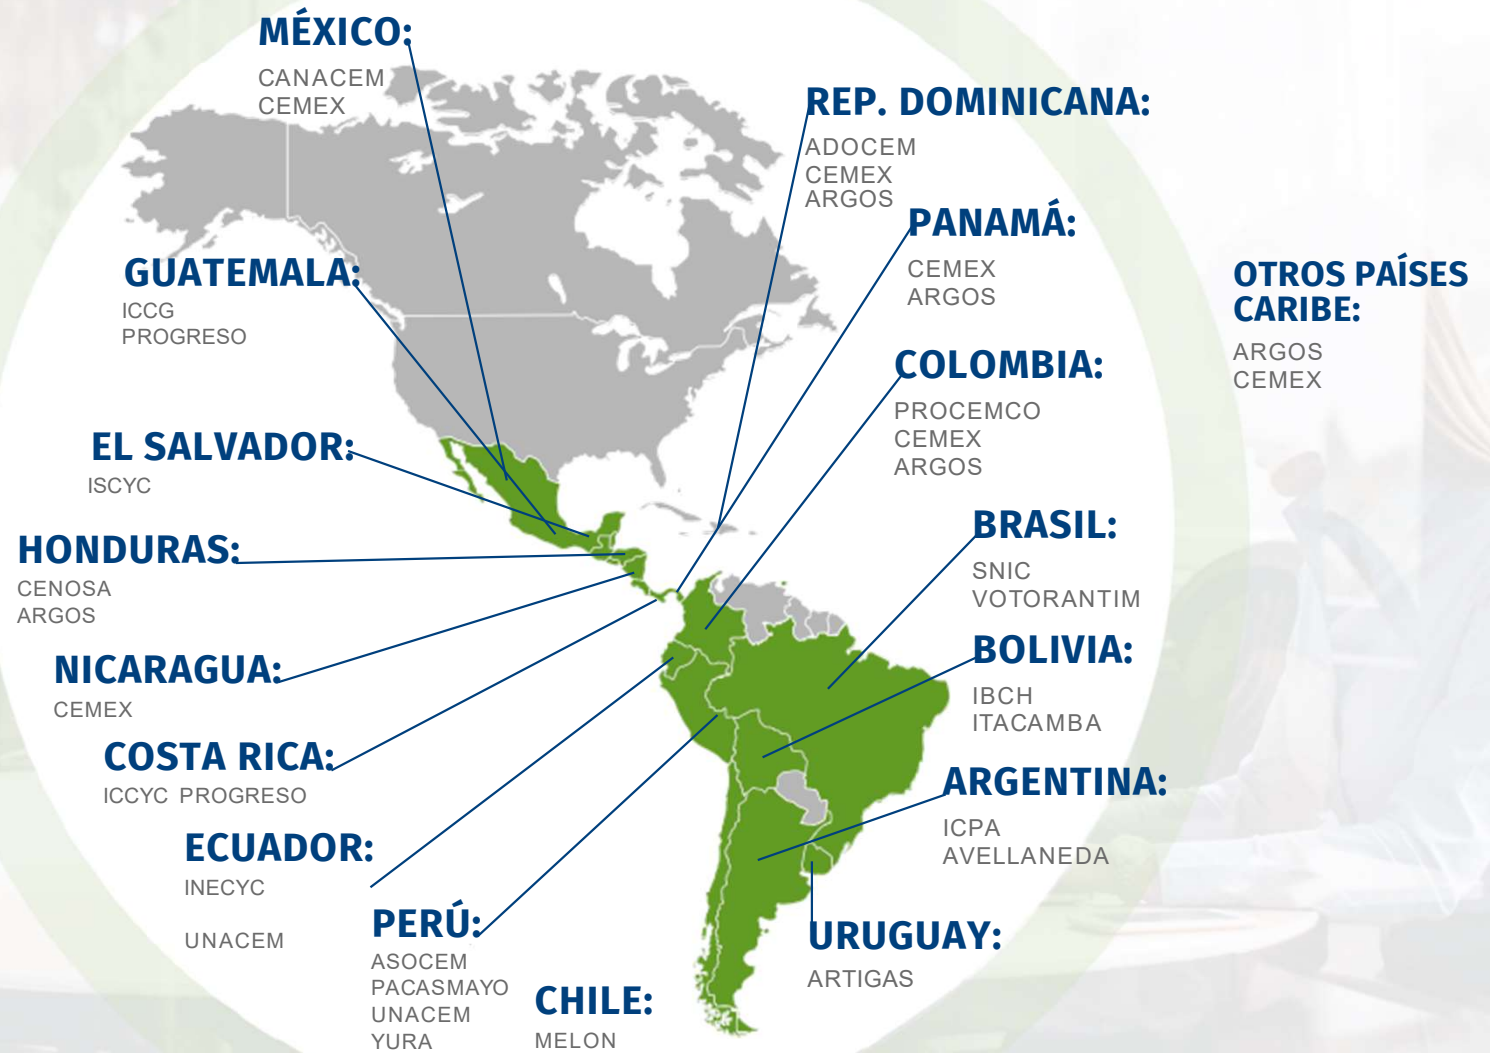 MÉXICO:
CANACEM
CEMEX
REP. DOMINICANA:
ADOCEM
CEMEX
ARGOS
PANAMÁ:
CEMEX
ARGOS
GUATEMALA:
ICCG
PROGRESO
OTROS PAÍSES
CARIBE:
ARGOS
CEMEX
COLOMBIA:
PROCEMCO
CEMEX
ARGOS
EL SALVADOR:
ISCYC
HONDURAS:
CENOSA
ARGOS
BRASIL:
SNIC
VOTORANTIM
NICARAGUA:
CEMEX
BOLIVIA:
IBCH
ITACAMBA
COSTA RICA:
ICCYC PROGRESO
ARGENTINA:
ICPA
AVELLANEDA
ECUADOR:
INECYC
UNACEM
PERÚ:
ASOCEM
PACASMAYO
UNACEM
YURA
URUGUAY:
ARTIGAS
CHILE:
MELON